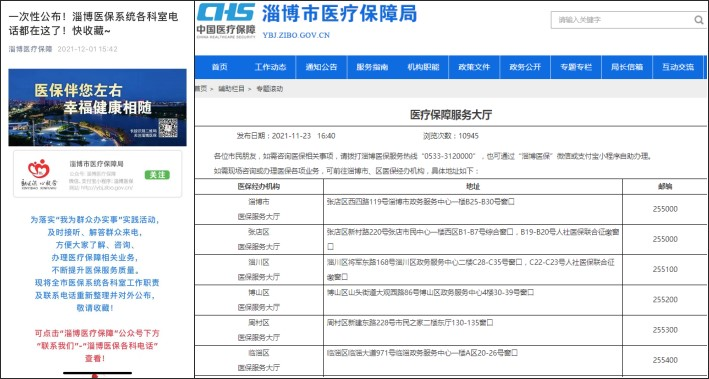 一次性公布！淄博医保系统各科室电
话都在这了！快收藏~
淄博医疗保障 2021-12-01 15:42
医保伴您左右
幸福健康相随
淄博市医疗保障局
关注
为落实“我为群众办实事”实践活动，
及时接听、解答群众来电，
方便大家了解、咨询、
办理医疗保障相关业务，
不断提升医保服务质量。
现将全市医保系统各科室工作职责
及联系电话重新整理并对外公布，
敬请收藏！
可点击“淄博医疗保障”公众号下方
“联系我们”-“淄博医保各科电话”
查看！
CHS
中国医疗保障
CHINA HEALTHCARE SECURITY
淄博市医疗保障局
YBJ.ZIBO.GOV.CN
请输入关键字
首页 工作动态 通知公告 服务指南 机构职能 政策文件 政务公开 专题专栏 局长信箱 互动交流
首页 > 辅助栏目 > 专题滚动
医疗保障服务大厅
发布日期：2021-11-23 16:40 浏览次数：10945
各位市民朋友，如需咨询医保相关事项，请拨打淄博医保服务热线“0533-3120000”，也可通过“淄博医保”微信或支付宝小程序自助办理。
如需现场咨询或办理医保各项业务，可前往淄博市、区医保经办机构，具体地址如下：
医保经办机构 地址 邮编
淄博市
医保服务大厅
张店区西四路119号淄博市政务服务中心一楼B25-B30号窗口
255000
张店区
医保服务大厅
张店区新村路220号张店市民中心一楼西区B1-B7号综合窗口，B19-B20号人社医保联合征缴窗
口
255000
淄川区
医保服务大厅
淄川区将军东路168号淄川区政务服务中心二楼C28-C35号窗口，C22-C23号人社医保联合征
缴窗口
255100
博山区
医保服务大厅
博山区山头街道大观西路86号博山区政务服务中心4楼30-39号窗口
255200
周村区
医保服务大厅
周村区新建东路228号市民之家二楼东厅130-135窗口
255300
临淄区
医保服务大厅
临淄区临淄大道971号临淄政务服务中心一楼A区20-26号窗口
255400